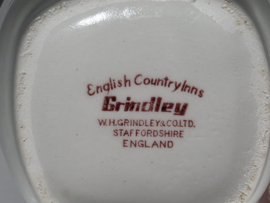 English Country Inns
Grindley
W.H.GRINDLEY&CO.LTD.
STAFFORDSHIRE
ENGLAND